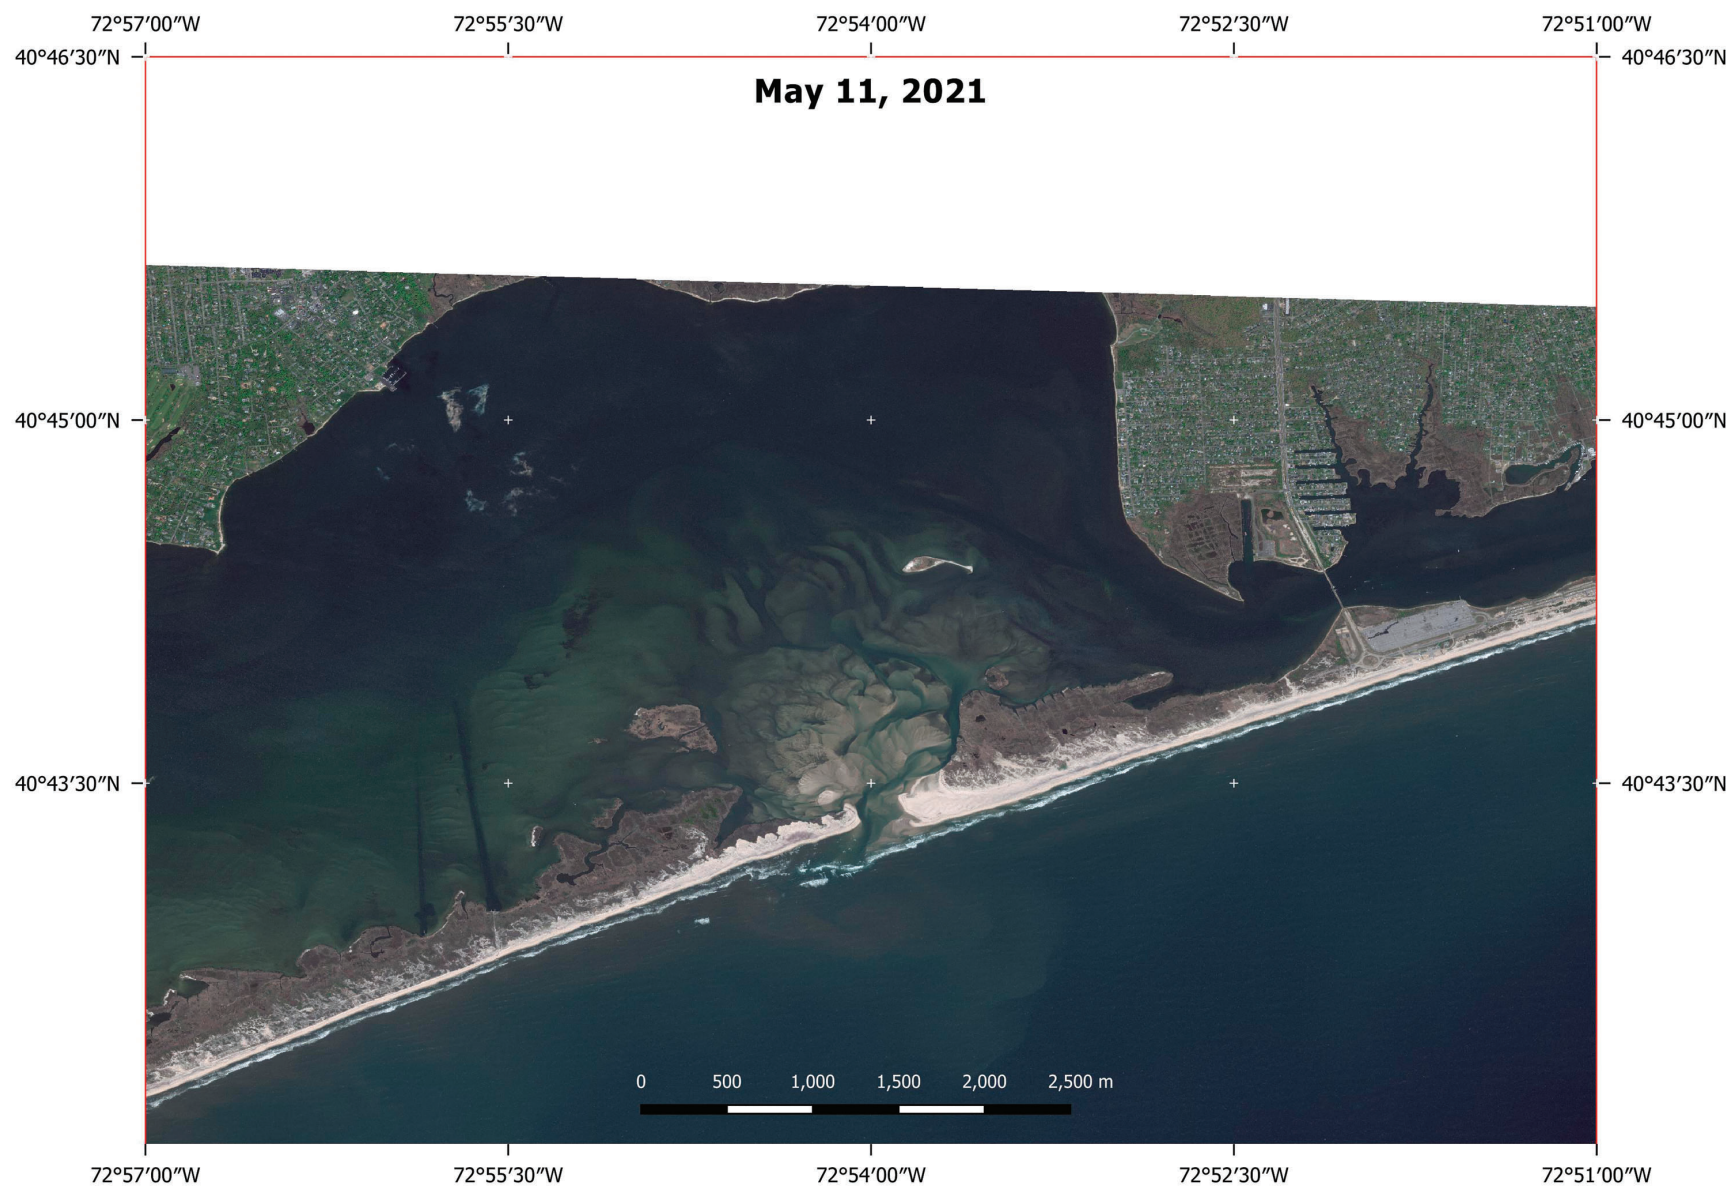 72°57′00″W 72°55′30″W 72°54′00″W 72°52′30″W 72°51′00″W
40°46′30″N 40°46′30″N
May 11, 2021
40°45′00″N 40°45′00″N
40°43′30″N 40°43′30″N
0 500 1,000 1,500 2,000 2,500 m
72°57′00″W 72°55′30″W 72°54′00″W 72°52′30″W 72°51′00″W